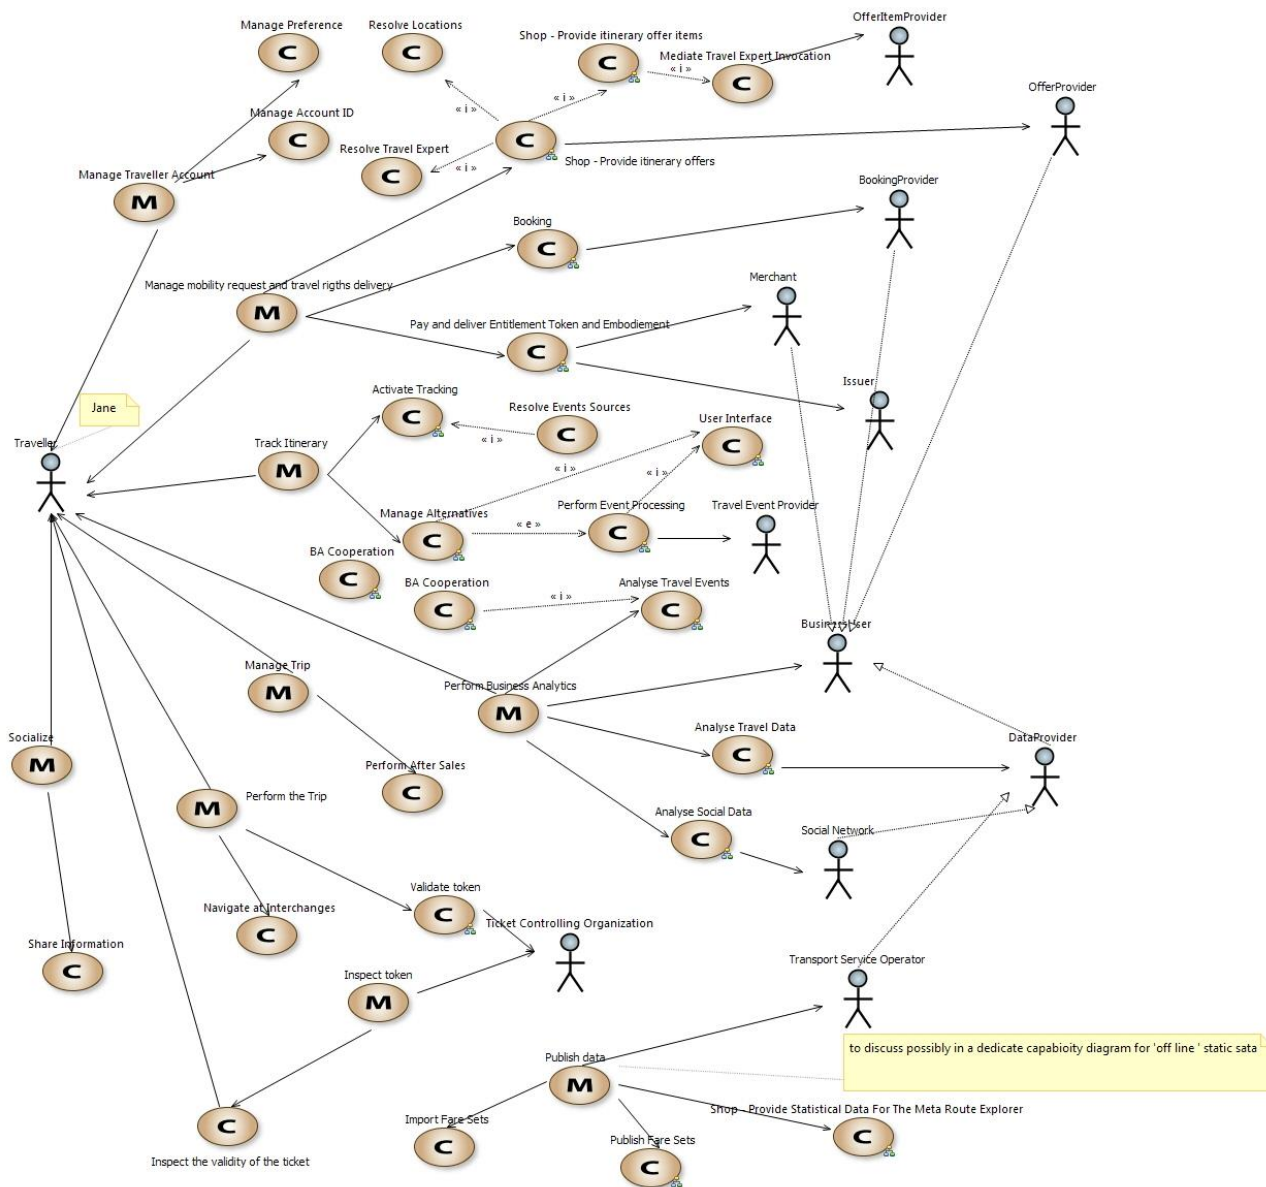 OfferItemProvider
Manage Preference
Resolve Locations
Shop - Provide itinerary offer items
C
C
C
Mediate Travel Expert Invocation
« i »
C
OfferProvider
« i »
« i »
Manage Account ID
C
Resolve Travel Expert
C
Shop - Provide itinerary offers
« i »
C
Manage Traveller Account
M
BookingProvider
Booking
C
Merchant
Manage mobility request and travel rigths delivery
M
Pay and deliver Entitlement Token and Embodiement
C
Issuer
Activate Tracking
Jane
C
Resolve Events Sources
C
« i »
User Interface
C
Traveller
Track Itinerary
M
« i »
« i »
Perform Event Processing
Travel Event Provider
Manage Alternatives
C
« e »
C
BA Cooperation
C
BA Cooperation
C
« i »
Analyse Travel Events
C
BusinessUser
Manage Trip
M
Perform Business Analytics
M
Analyse Travel Data
C
DataProvider
Socialize
M
Perform After Sales
C
Perform the Trip
M
Analyse Social Data
C
Social Network
Validate token
C
Navigate at Interchanges
C
Ticket Controlling Organization
Share Information
C
Inspect token
M
Transport Service Operator
to discuss possibly in a dedicate capabioity diagram for 'off line ' static sata
Publish data
M
Shop - Provide Statistical Data For The Meta Route Explorer
C
Import Fare Sets
C
Publish Fare Sets
C
C
Inspect the validity of the ticket